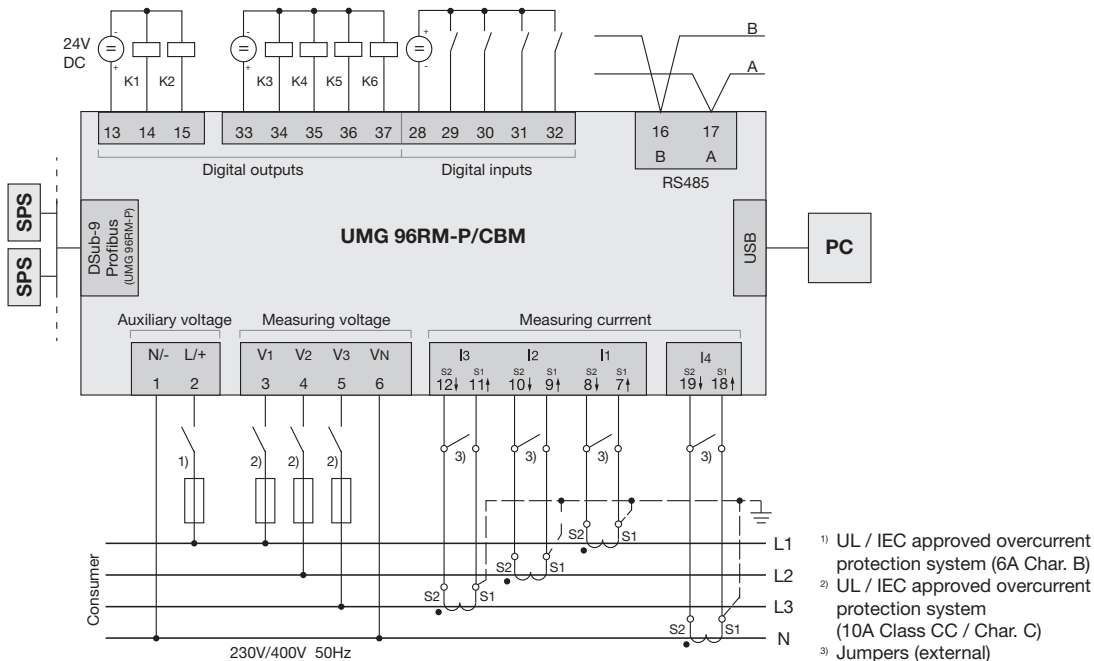 24V
DC
K1 K2
K3 K4 K5 K6
B
A
- + - + + -
13 14 15
33 34 35 36 37 28 29 30 31 32
16 17
B A
Digital outputs
Digital inputs
RS485
SPS
SPS
DSub-9
Profibus
(UMG 96RM-P)
UMG 96RM-P/CBM
USB
PC
Auxiliary voltage
Measuring voltage
Measuring currrent
N/- L/+
1 2
V1 V2 V3 VN
3 4 5 6
I3 I2 I1
S2 S1 S2 S1 S2 S1
12 11 10 9 8 7
I4
S2 S1
19 18
1) 2) 2) 2)
3) 3) 3) 3)
S2 S1
L1
S2 S1
L2
S2 S1
L3
S2 S1
N
Consumer
230V/400V 50Hz
1) UL / IEC approved overcurrent
protection system (6A Char. B)
2) UL / IEC approved overcurrent
protection system
(10A Class CC / Char. C)
3) Jumpers (external)